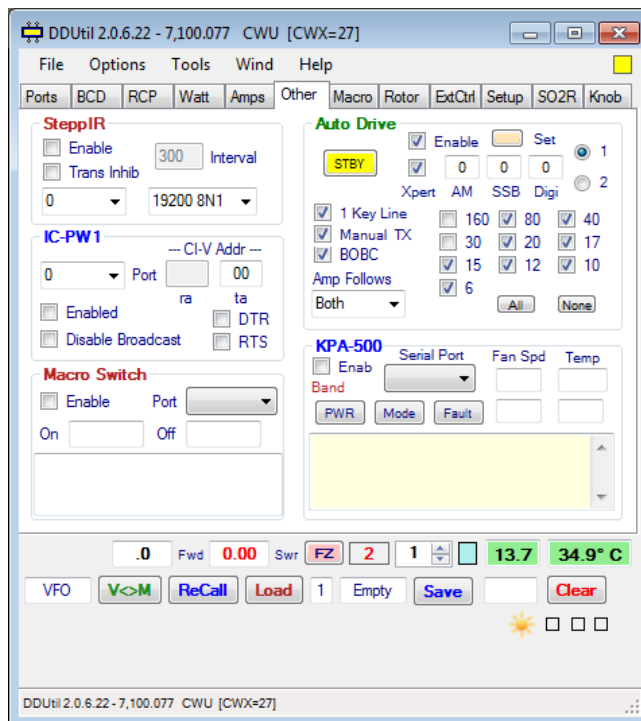 DDUtil 2.0.6.22 - 7,100.077 CWU [CWX=27]
File Options Tools Wind Help
Ports BCD RCP Watt Amps Other Macro Rotor ExtCtrl Setup SO2R Knob
SteppIR
Enable
Trans Inhib
300 Interval
0 19200 8N1
IC-PW1
--- CI-V Addr ---
0 Port 00
ra ta
Enabled DTR
Disable Broadcast RTS
Macro Switch
Enable Port
On Off
Auto Drive
STBY Enable Set 1
0 0 0
Xpert AM SSB Digi 2
1 Key Line
Manual TX
BOBC
Amp Follows
Both
160 80 40
30 20 17
15 12 10
6
All None
KPA-500
Enab Serial Port Fan Spd Temp
Band
PWR Mode Fault
.0 Fwd 0.00 Swr FZ 2 1 13.7 34.9° C
VFO V<>M ReCall Load 1 Empty Save Clear
DDUtil 2.0.6.22 - 7,100.077 CWU [CWX=27]